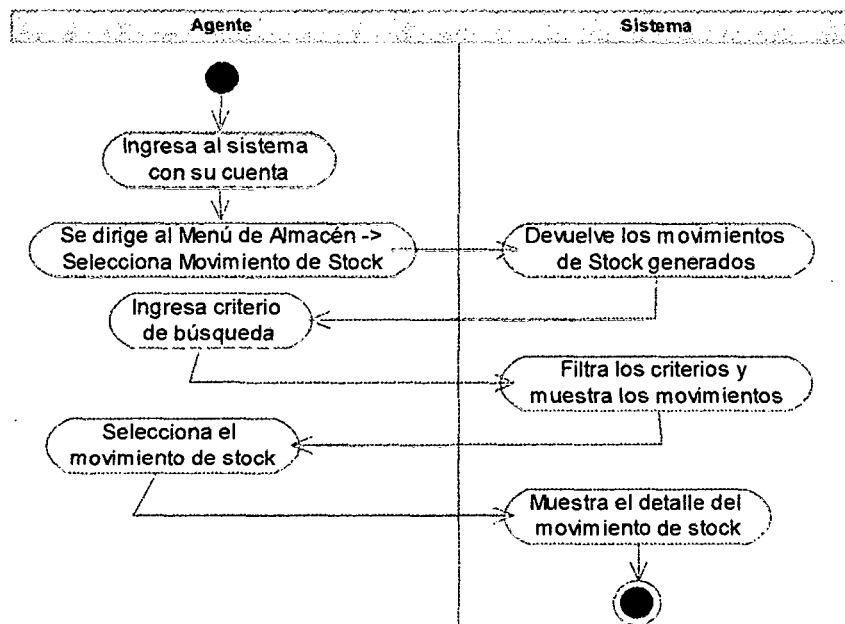 Agente
Sistema
Ingresa al sistema
con su cuenta
Se dirige al Menú de Almacén ->
Selecciona Movimiento de Stock
Devuelve los movimientos
de Stock generados
Ingresa criterio
de búsqueda
Filtra los criterios y
muestra los movimientos
Selecciona el
movimiento de stock
Muestra el detalle del
movimiento de stock